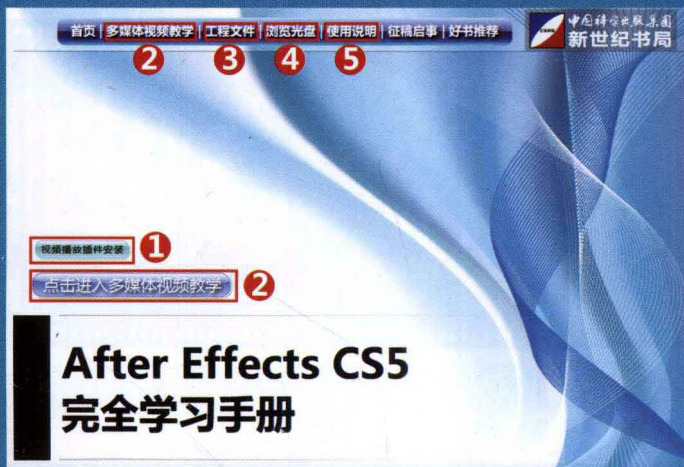 首页 | 多媒体视频教学 | 工程文件 | 浏览光盘 | 使用说明 | 征稿启事 | 好书推荐
中国科学出版集团
新世纪书局
2 3 4 5
视频播放插件安装 1
点击进入多媒体视频教学 2
After Effects CS5
完全学习手册